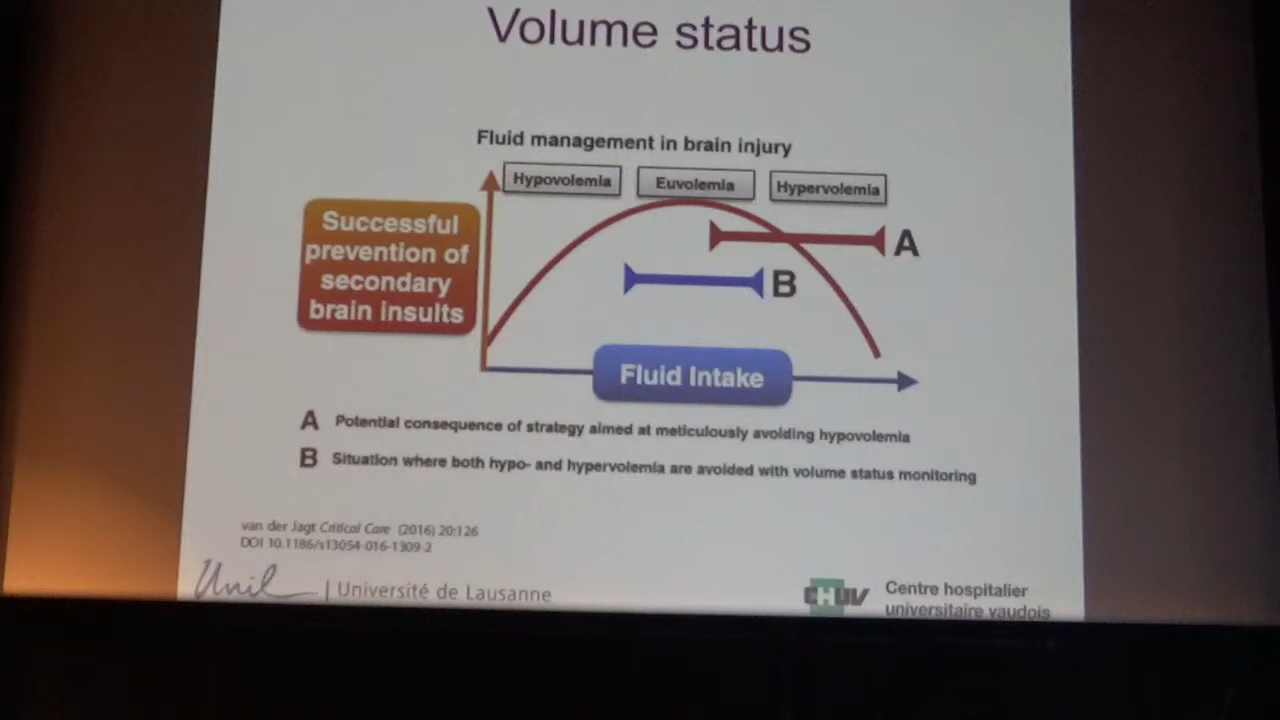 Volume status
Fluid management in brain injury
Hypovolemia
Euvolemia
Hypervolemia
Successful
prevention of
secondary
brain insults
A
B
Fluid Intake
A Potential consequence of strategy aimed at meticulously avoiding hypovolemia
B Situation where both hypo- and hypervolemia are avoided with volume status monitoring
van der Jagt Critical Care (2016) 20:126
DOI 10.1186/s13054-016-1309-2
Unil
| Université de Lausanne
CHUV
Centre hospitalier
universitaire vaudois